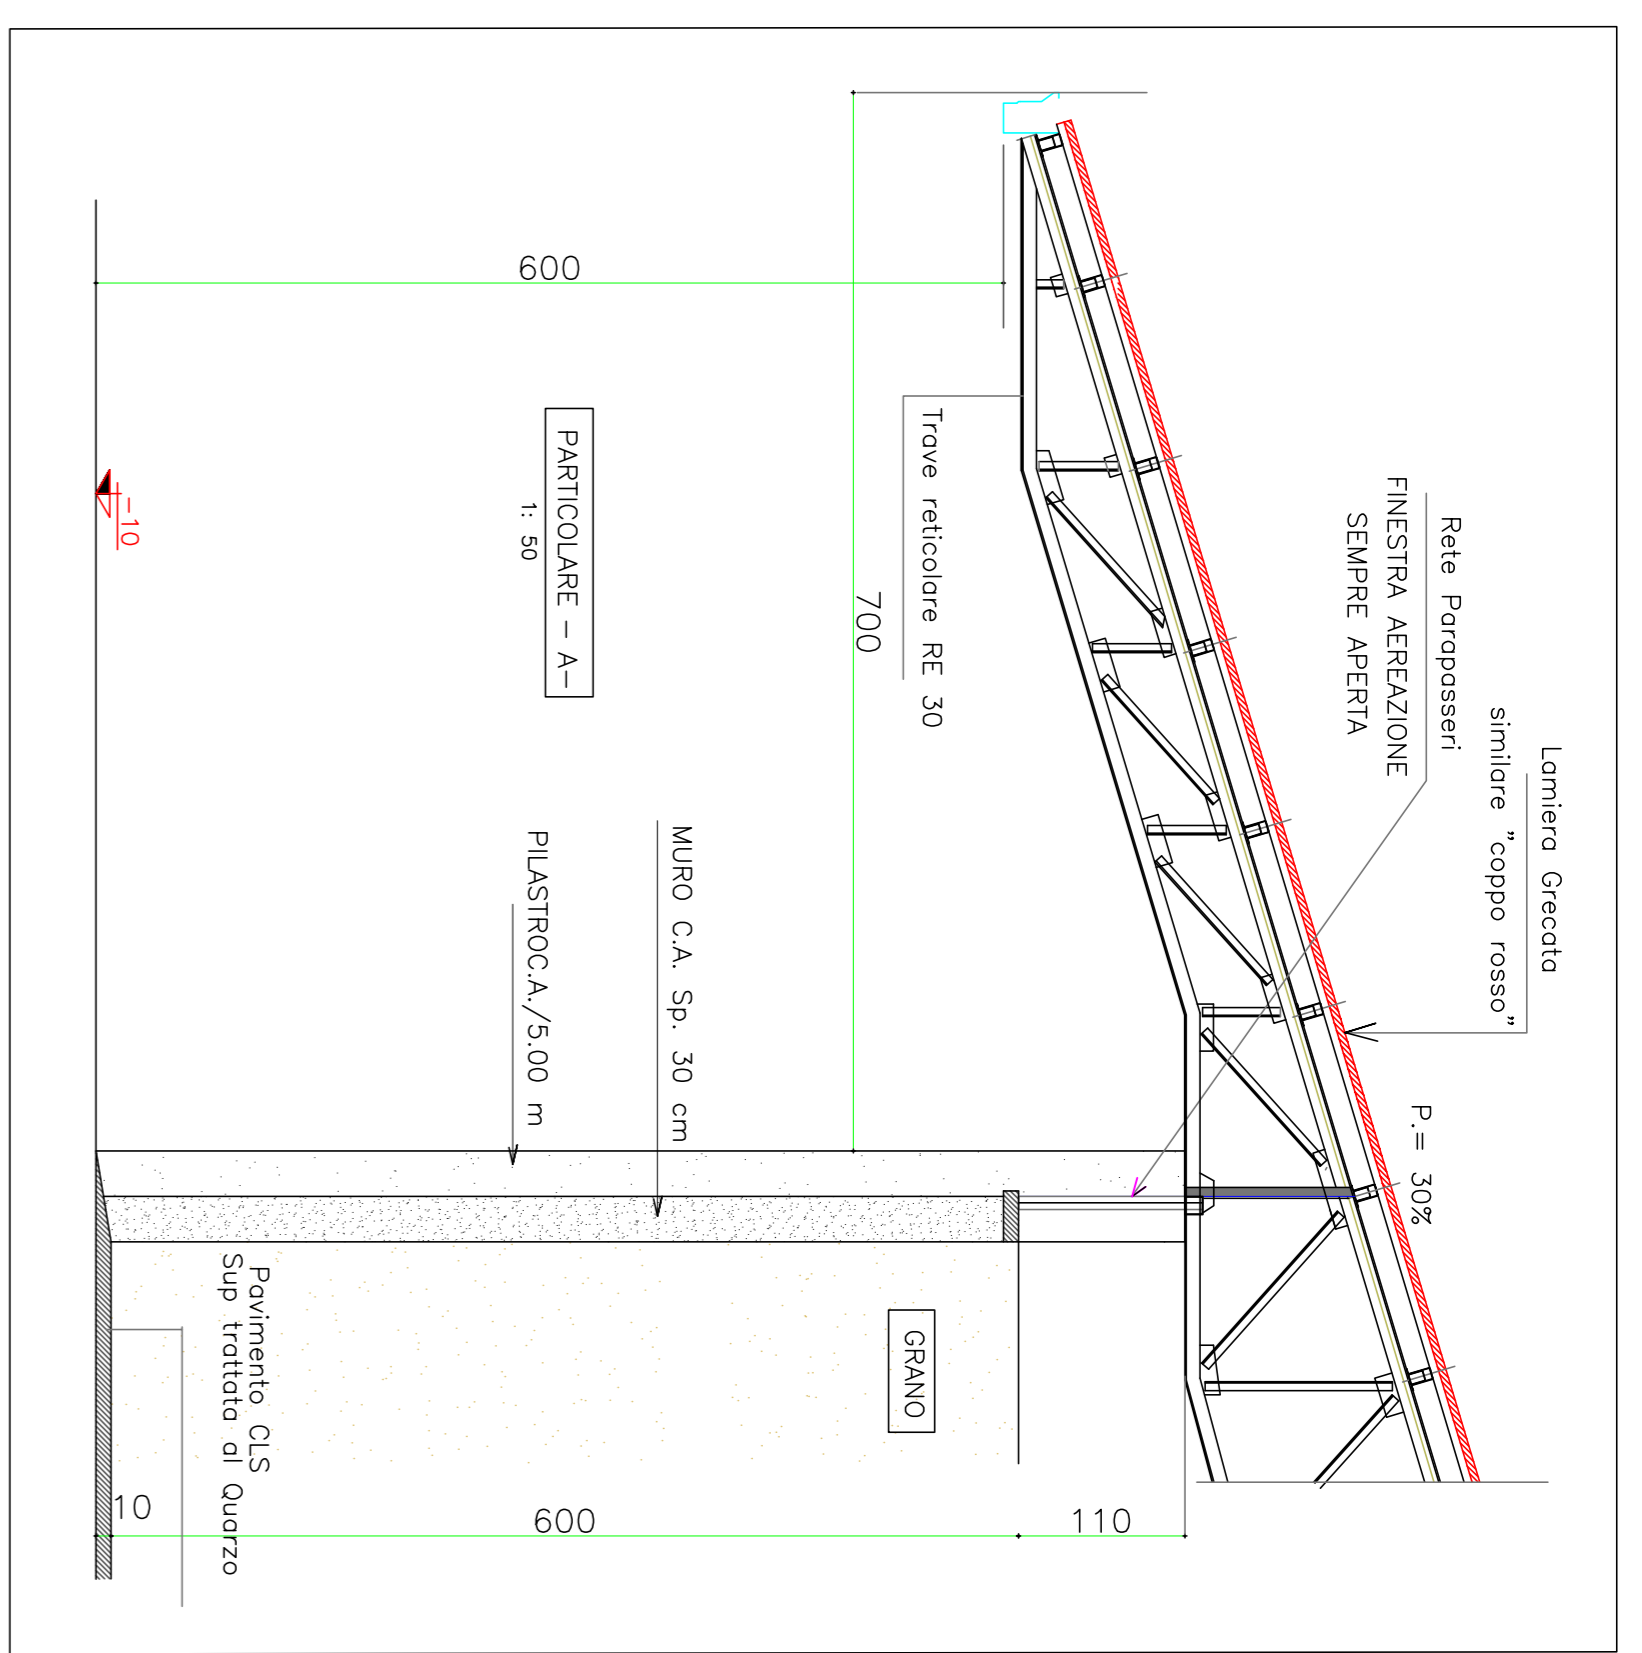 Lamiera Grecata
similare "coppo rosso"
Rete Parapasseri
FINESTRA AEREAZIONE
SEMPRE APERTA
P.= 30%
Trave reticolare RE 30
700
600
PARTICOLARE - A-
1: 50
MURO C.A. Sp. 30 cm
PILASTROC.A./5.00 m
GRANO
110
600
10
Pavimento CLS
Sup trattata al Quarzo
-10